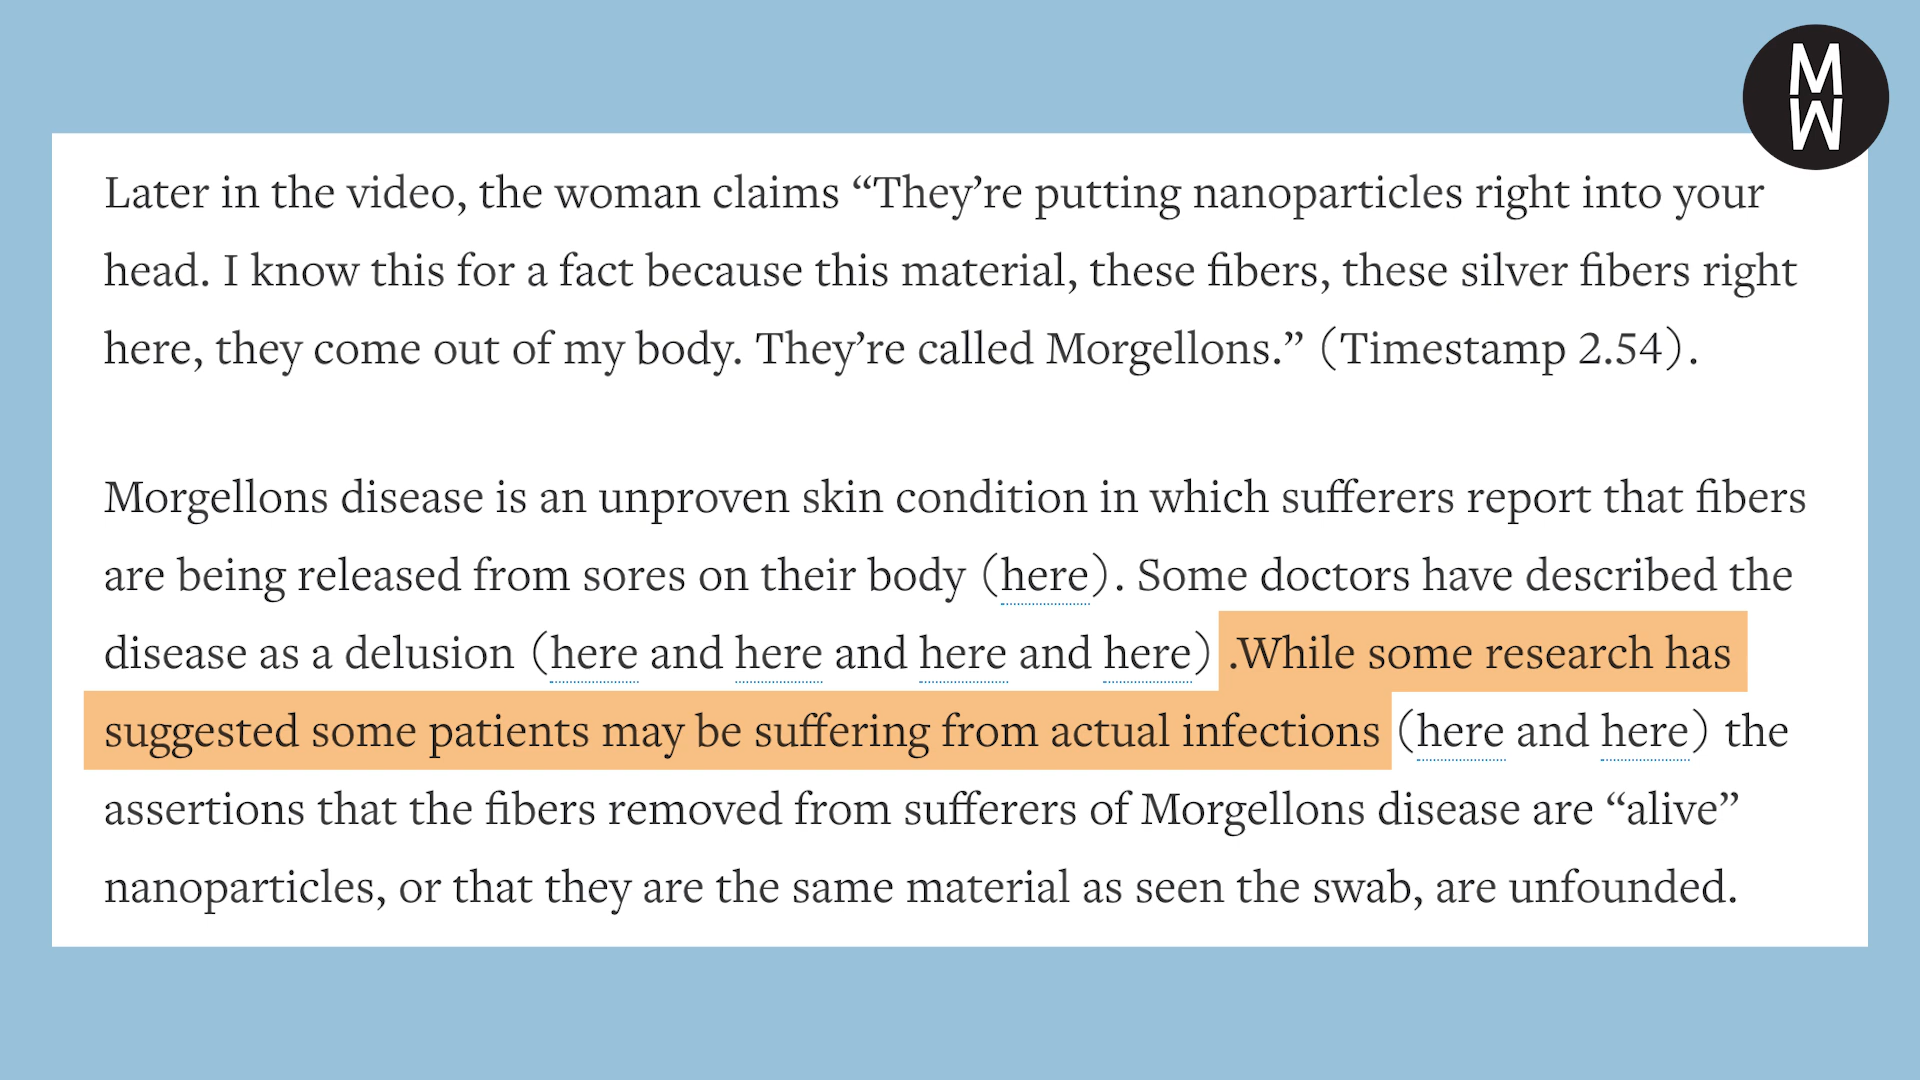 M
W
Later in the video, the woman claims “They’re putting nanoparticles right into your
head. I know this for a fact because this material, these fibers, these silver fibers right
here, they come out of my body. They’re called Morgellons.” (Timestamp 2.54).
Morgellons disease is an unproven skin condition in which sufferers report that fibers
are being released from sores on their body (here). Some doctors have described the
disease as a delusion (here and here and here and here) .While some research has
suggested some patients may be suffering from actual infections (here and here) the
assertions that the fibers removed from sufferers of Morgellons disease are “alive”
nanoparticles, or that they are the same material as seen the swab, are unfounded.